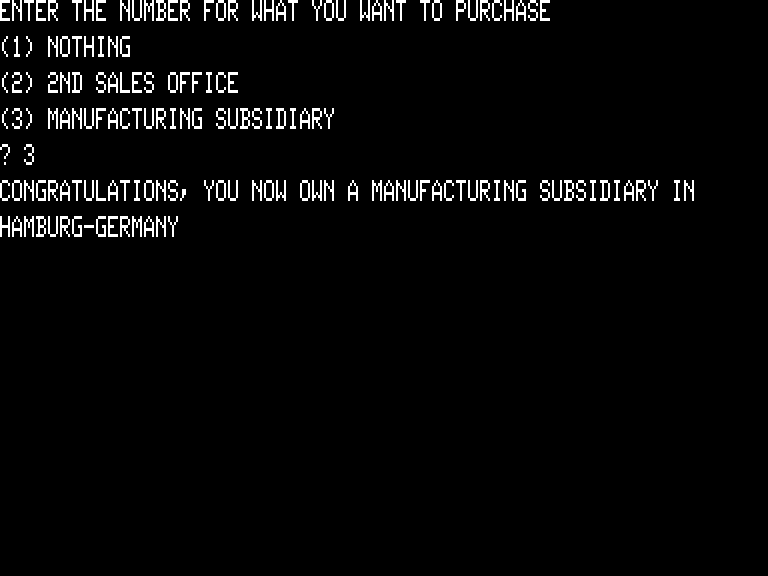 ENTER THE NUMBER FOR WHAT YOU WANT TO PURCHASE
(1) NOTHING
(2) 2ND SALES OFFICE
(3) MANUFACTURING SUBSIDIARY
? 3
CONGRATULATIONS, YOU NOW OWN A MANUFACTURING SUBSIDIARY IN
HAMBURG-GERMANY